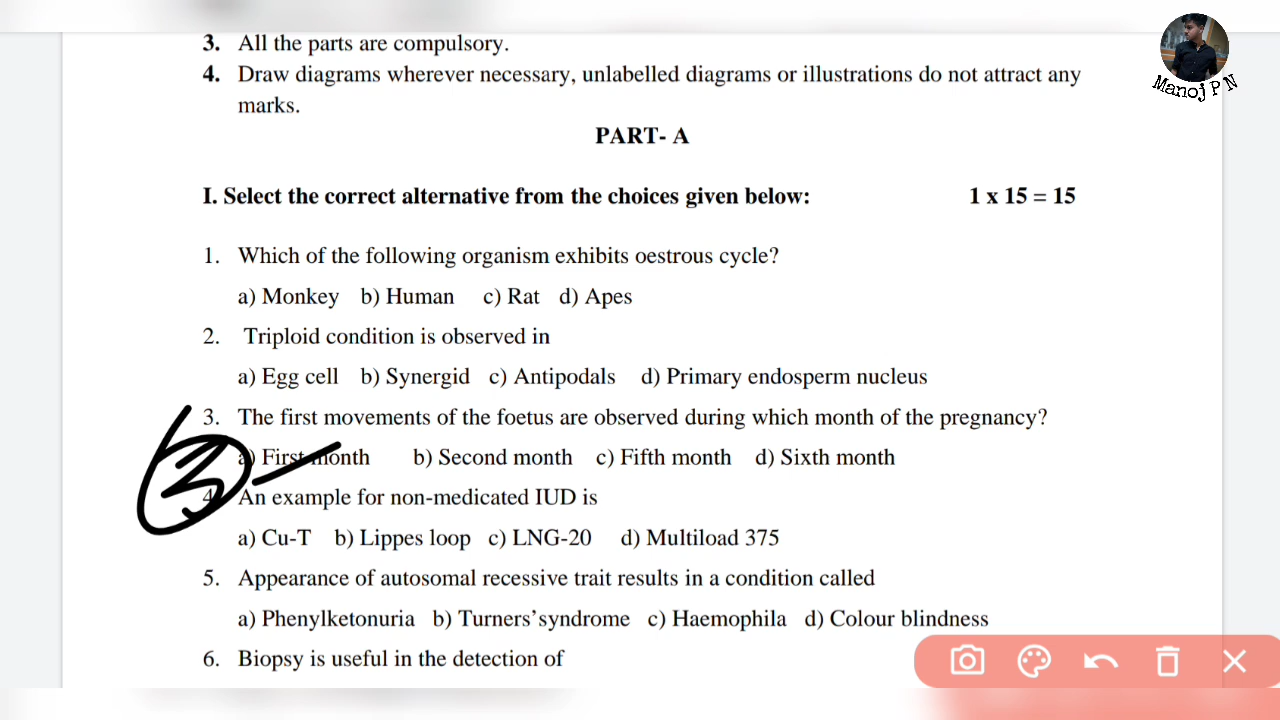 3. All the parts are compulsory.
4. Draw diagrams wherever necessary, unlabelled diagrams or illustrations do not attract any
marks.
Manoj P N
PART- A
I. Select the correct alternative from the choices given below: 1 x 15 = 15
1. Which of the following organism exhibits oestrous cycle?
a) Monkey b) Human c) Rat d) Apes
2. Triploid condition is observed in
a) Egg cell b) Synergid c) Antipodals d) Primary endosperm nucleus
3. The first movements of the foetus are observed during which month of the pregnancy?
a) First month b) Second month c) Fifth month d) Sixth month
3
4. An example for non-medicated IUD is
a) Cu-T b) Lippes loop c) LNG-20 d) Multiload 375
5. Appearance of autosomal recessive trait results in a condition called
a) Phenylketonuria b) Turners’syndrome c) Haemophila d) Colour blindness
6. Biopsy is useful in the detection of